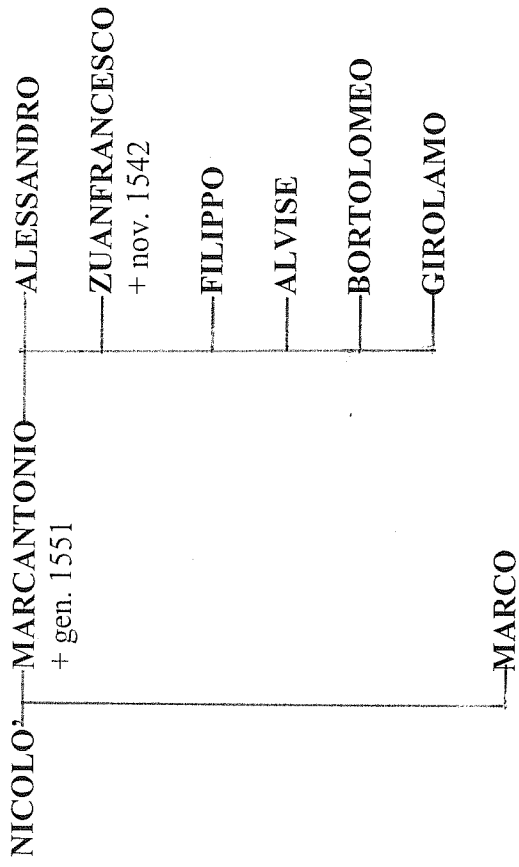 NICOLO'
MARCANTONIO
+ gen. 1551
MARCO
ALESSANDRO
ZUANFRANCESCO
+ nov. 1542
FILIPPO
ALVISE
BORTOLOMEO
GIROLAMO